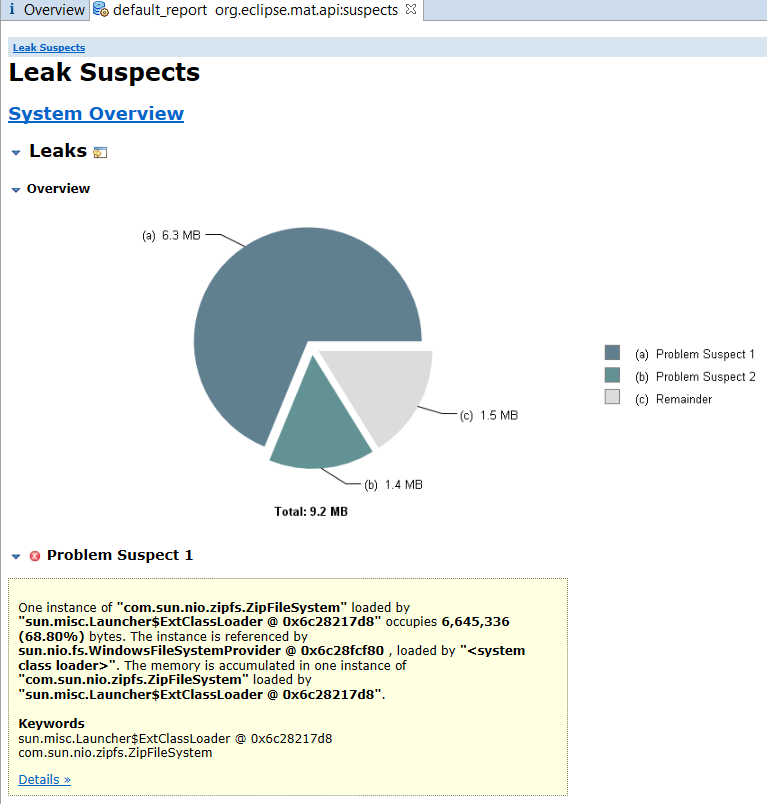 i Overview default_report org.eclipse.mat.api:suspects
Leak Suspects
Leak Suspects
System Overview
Leaks
Overview
(a) 6.3 MB
(a) Problem Suspect 1
(b) Problem Suspect 2
(c) Remainder
(c) 1.5 MB
(b) 1.4 MB
Total: 9.2 MB
Problem Suspect 1
One instance of "com.sun.nio.zipfs.ZipFileSystem" loaded by
"sun.misc.Launcher$ExtClassLoader @ 0x6c28217d8" occupies 6,645,336
(68.80%) bytes. The instance is referenced by
sun.nio.fs.WindowsFileSystemProvider @ 0x6c28fcf80 , loaded by "<system
class loader>". The memory is accumulated in one instance of
"com.sun.nio.zipfs.ZipFileSystem" loaded by
"sun.misc.Launcher$ExtClassLoader @ 0x6c28217d8".
Keywords
sun.misc.Launcher$ExtClassLoader @ 0x6c28217d8
com.sun.nio.zipfs.ZipFileSystem
Details »